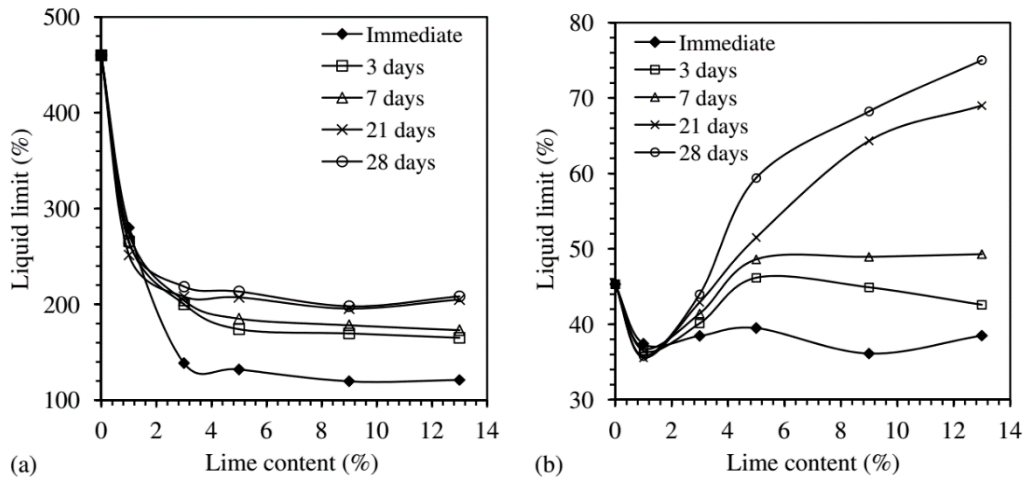 500
400
300
200
100
Liquid limit (%)
Immediate
3 days
7 days
21 days
28 days
0 2 4 6 8 10 12 14
Lime content (%)
(a)
80
70
60
50
40
30
Liquid limit (%)
Immediate
3 days
7 days
21 days
28 days
0 2 4 6 8 10 12 14
Lime content (%)
(b)